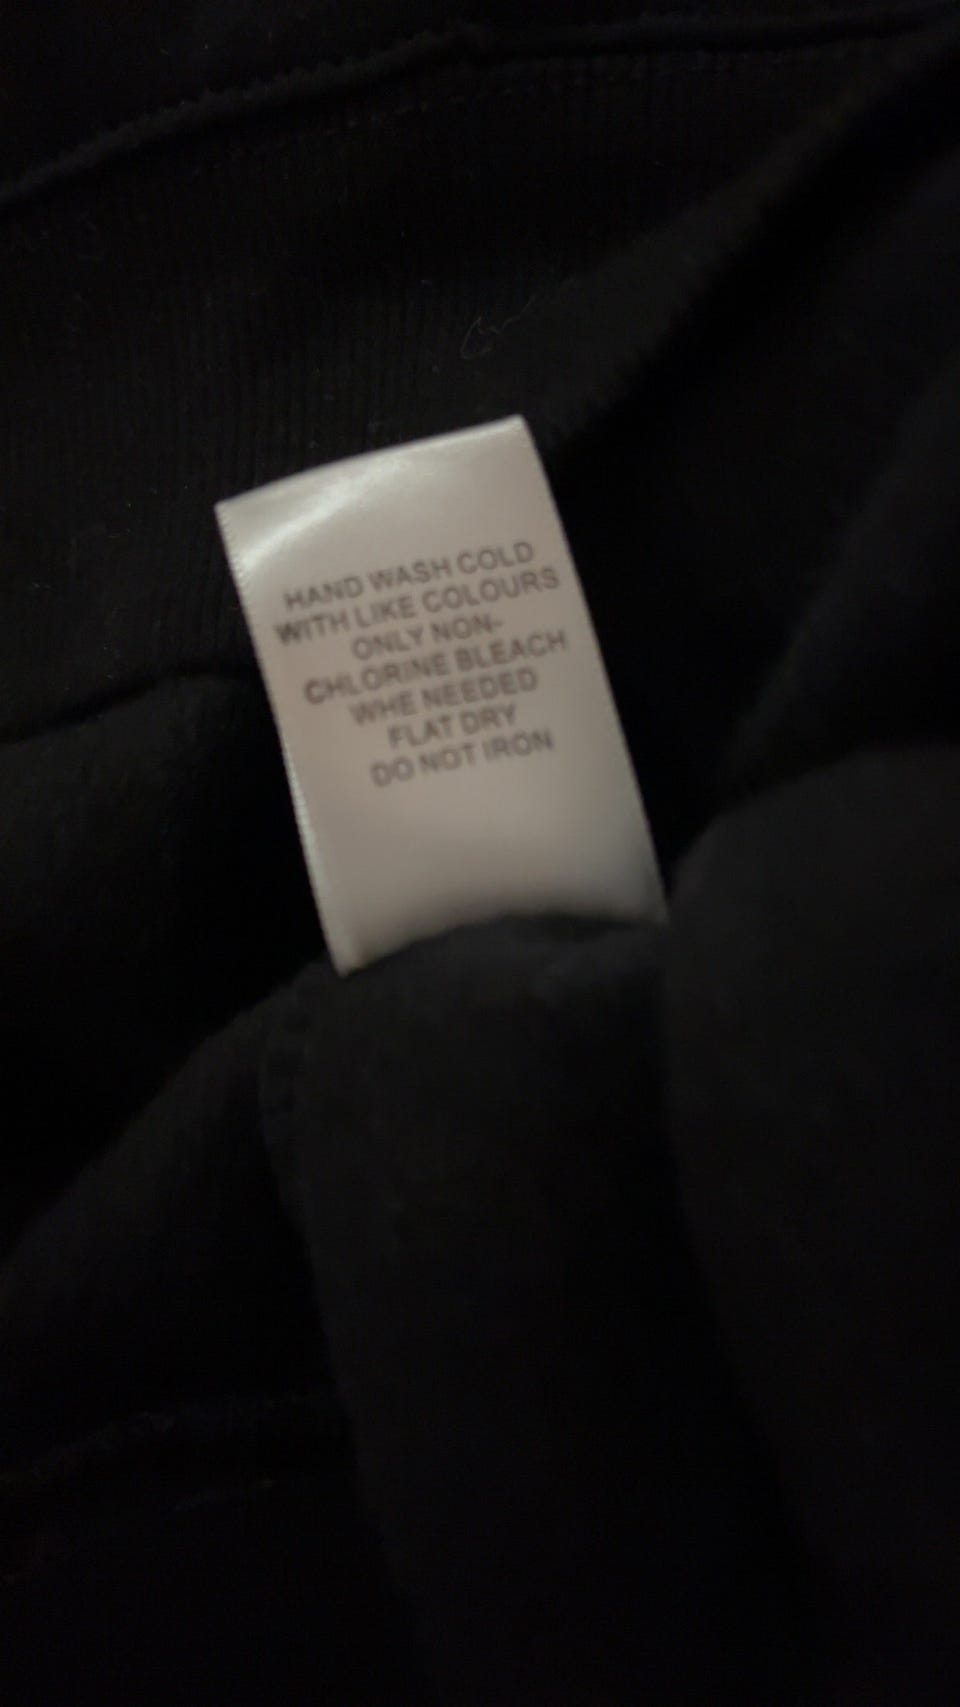 HAND WASH COLD
WITH LIKE COLOURS
ONLY NON-
CHLORINE BLEACH
WHE NEEDED
FLAT DRY
DO NOT IRON